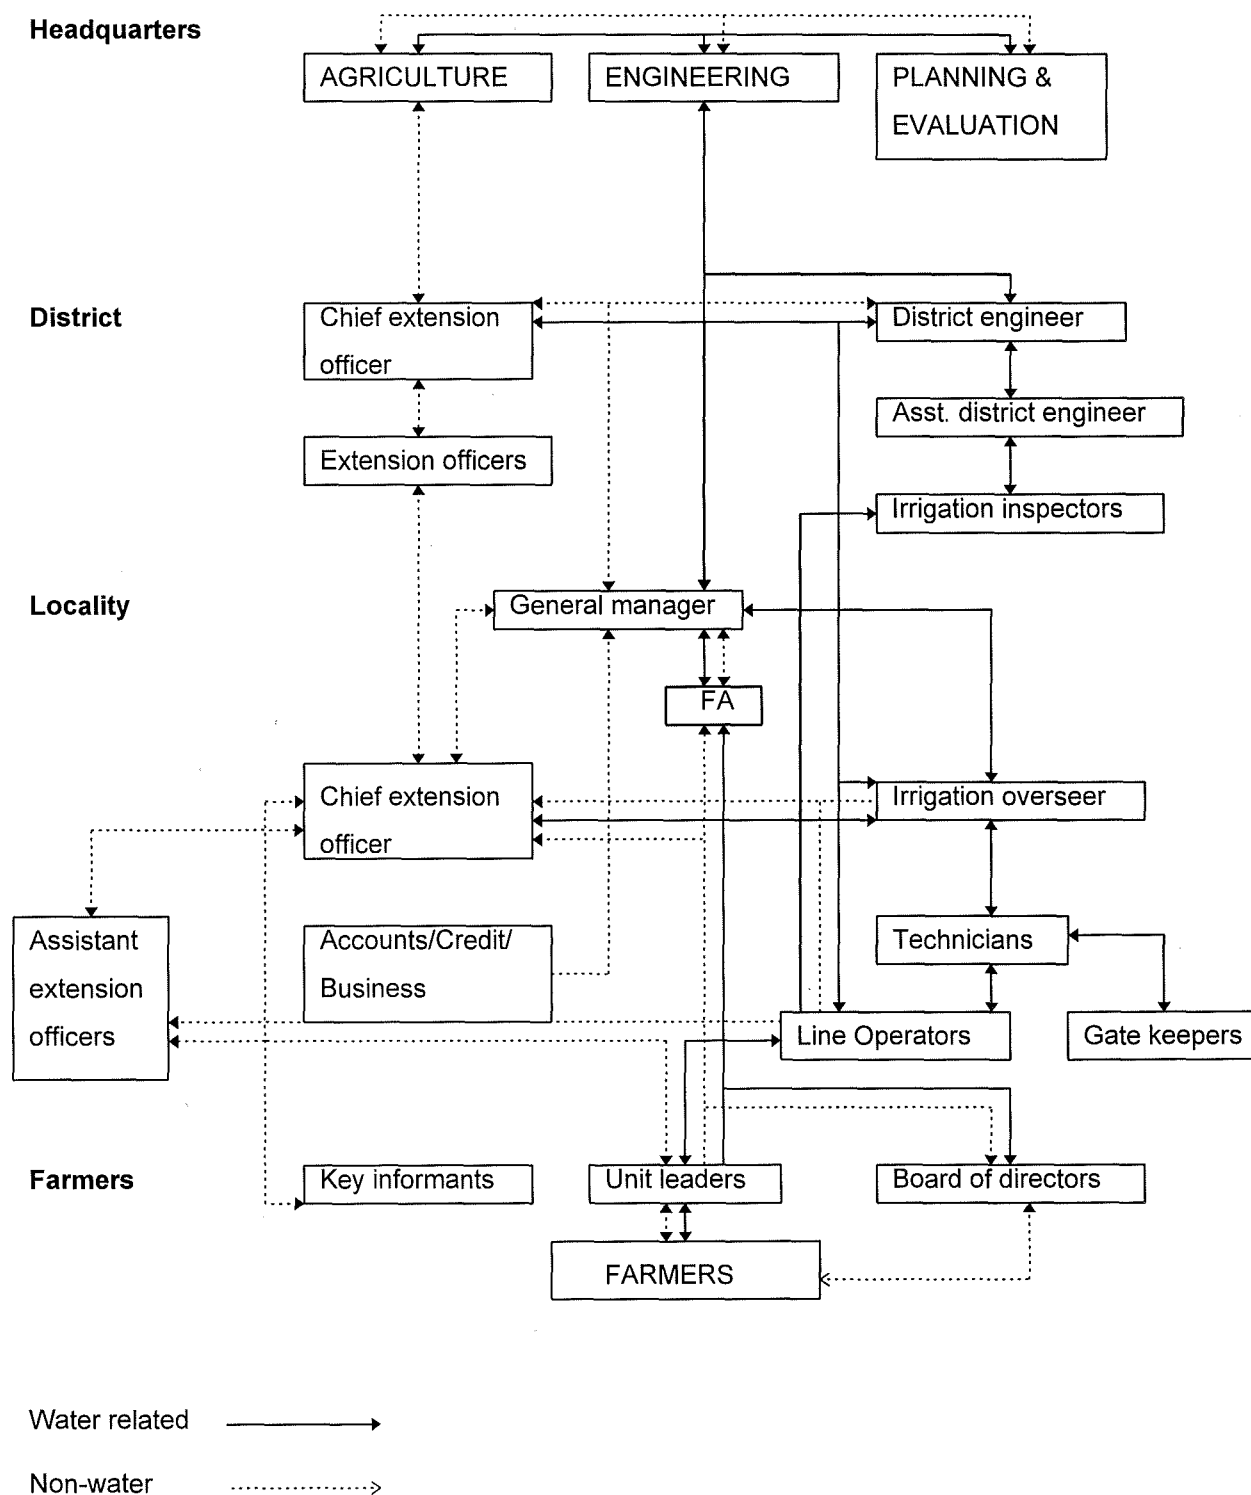 Headquarters
AGRICULTURE
ENGINEERING
PLANNING &
EVALUATION
District
Chief extension
officer
District engineer
Asst. district engineer
Extension officers
Irrigation inspectors
Locality
General manager
FA
Chief extension
officer
Irrigation overseer
Assistant
extension
officers
Accounts/Credit/
Business
Technicians
Line Operators
Gate keepers
Farmers
Key informants
Unit leaders
Board of directors
FARMERS
Water related
Non-water